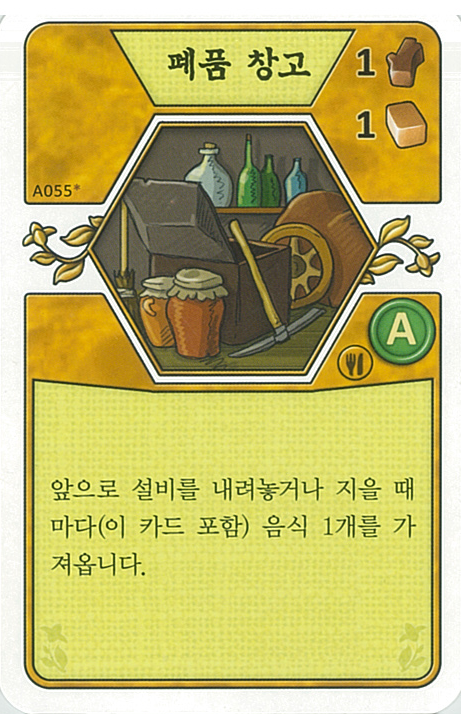 폐품 창고
1
1
A055*
A
앞으로 설비를 내려놓거나 지을 때
마다(이 카드 포함) 음식 1개를 가
져옵니다.